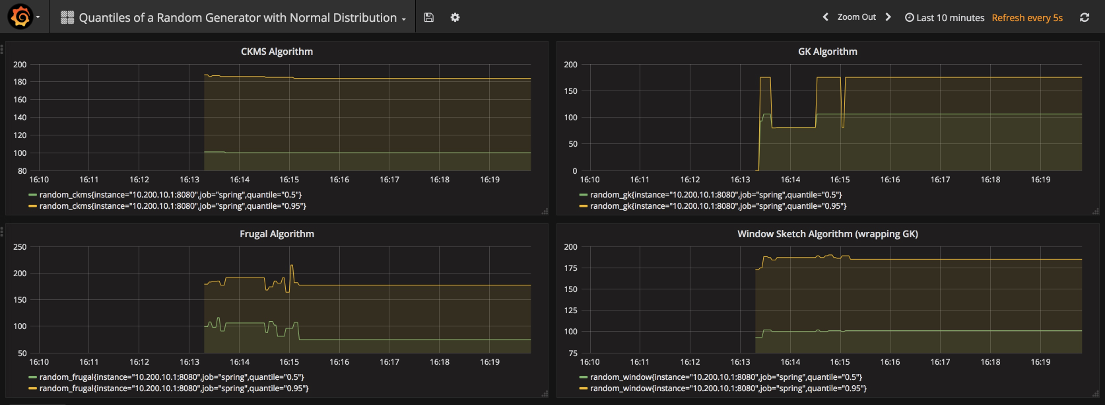 Quantiles of a Random Generator with Normal Distribution
Zoom Out
Last 10 minutes
Refresh every 5s
CKMS Algorithm
200
180
160
140
120
100
80
16:10 16:11 16:12 16:13 16:14 16:15 16:16 16:17 16:18 16:19
random_ckms{instance="10.200.10.1:8080",job="spring",quantile="0.5"}
random_ckms{instance="10.200.10.1:8080",job="spring",quantile="0.95"}
GK Algorithm
200
150
100
50
0
16:10 16:11 16:12 16:13 16:14 16:15 16:16 16:17 16:18 16:19
random_gk{instance="10.200.10.1:8080",job="spring",quantile="0.5"}
random_gk{instance="10.200.10.1:8080",job="spring",quantile="0.95"}
Frugal Algorithm
250
200
150
100
50
16:10 16:11 16:12 16:13 16:14 16:15 16:16 16:17 16:18 16:19
random_frugal{instance="10.200.10.1:8080",job="spring",quantile="0.5"}
random_frugal{instance="10.200.10.1:8080",job="spring",quantile="0.95"}
Window Sketch Algorithm (wrapping GK)
200
175
150
125
100
75
16:10 16:11 16:12 16:13 16:14 16:15 16:16 16:17 16:18 16:19
random_window{instance="10.200.10.1:8080",job="spring",quantile="0.5"}
random_window{instance="10.200.10.1:8080",job="spring",quantile="0.95"}